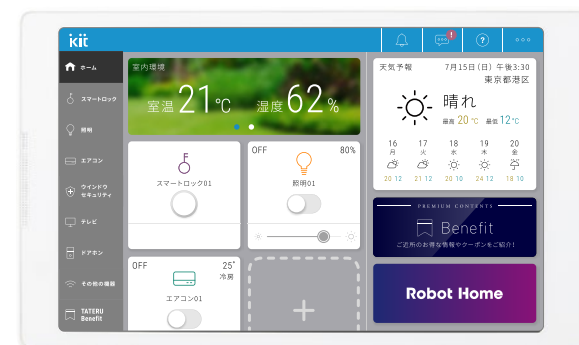 kit
!
?
ホーム
スマートロック
照明
エアコン
ウインドウ
セキュリティ
テレビ
ドアホン
その他の機器
TATERU
Benefit
室内環境
室温 21℃ 湿度 62%
スマートロック01
OFF 80%
照明01
OFF 25°
冷房
エアコン01
+
天気予報 7月15日(日) 午後3:30
東京都港区
晴れ
最高 20℃ 最低 12℃
16 17 18 19 20
月 火 水 木 金
20 12 21 12 20 10 24 12 18 10
PREMIUM CONTENTS
Benefit
ご近所のお得な情報やクーポンをご紹介!
Robot Home